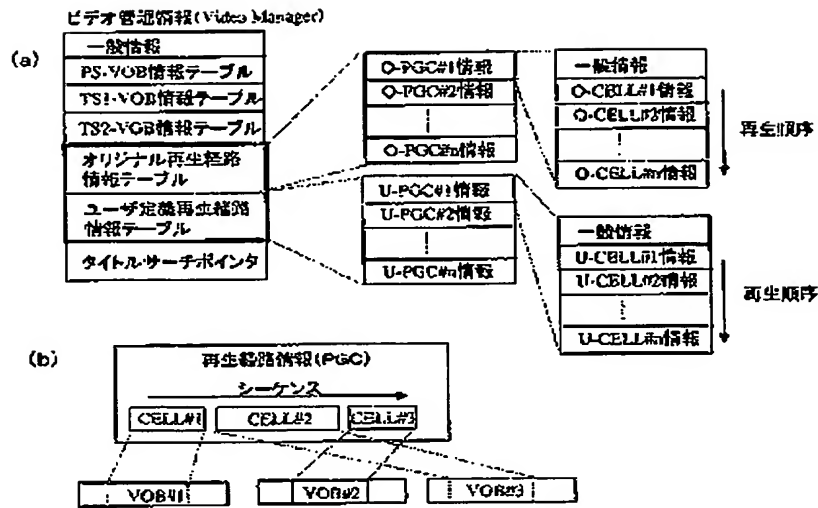 ビデオ管理情報(Video Manager)
(a)
一般情報
PS-VOB情報テーブル
TS1-VOB情報テーブル
TS2-VOB情報テーブル
オリジナル再生経路
情報テーブル
ユーザ定義再生経路
情報テーブル
タイトル・サーチポインタ
O-PGC#1情報
O-PGC#2情報
O-PGC#n情報
U-PGC#1情報
U-PGC#2情報
U-PGC#n情報
一般情報
O-CELL#1情報
O-CELL#2情報
O-CELL#n情報
再生順序
一般情報
U-CELL#1情報
U-CELL#2情報
U-CELL#n情報
再生順序
(b)
再生経路情報(PGC)
シーケンス
CELL#1
CELL#2
CELL#3
VOB#1
VOB#2
VOB#3